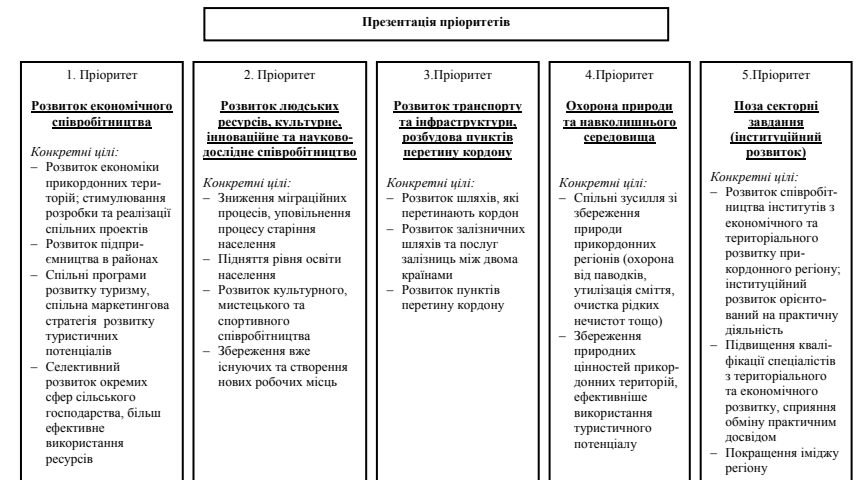 Презентація пріоритетів
1. Пріоритет
Розвиток економічного
співробітництва
Конкретні цілі:
– Розвиток економіки
прикордонних тери-
торій; стимулювання
розробки та реалізації
спільних проектів
– Розвиток підпри-
ємництва в районах
– Спільні програми
розвитку туризму,
спільна маркетингова
стратегія розвитку
туристичних
потенціалів
– Селективний
розвиток окремих
сфер сільського
господарства, більш
ефективне
використання
ресурсів
2. Пріоритет
Розвиток людських
ресурсів, культурне,
інноваційне та науково-
дослідне співробітництво
Конкретні цілі:
– Зниження міграційних
процесів, уповільнення
процесу старіння
населення
– Підняття рівня освіти
населення
– Розвиток культурного,
мистецького та
спортивного
співробітництва
– Збереження вже
існуючих та створення
нових робочих місць
3.Пріоритет
Розвиток транспорту
та інфраструктури,
розбудова пунктів
перетину кордону
Конкретні цілі:
– Розвиток шляхів, які
перетинають кордон
– Розвиток залізничних
шляхів та послуг
залізниць між двома
країнами
– Розвиток пунктів
перетину кордону
4.Пріоритет
Охорона природи
та навколишнього
середовища
Конкретні цілі:
– Спільні зусилля зі
збереження
природи
прикордонних
регіонів (охорона
від паводків,
утилізація сміття,
очистка рідких
нечистот тощо)
– Збереження
природних
цінностей прикор-
донних територій,
ефективніше
використання
туристичного
потенціалу
5.Пріоритет
Поза секторні
завдання
(інституційний
розвиток)
Конкретні цілі:
– Розвиток співробіт-
ництва інститутів з
економічного та
територіального
розвитку при-
кордонного регіону;
інституційний
розвиток орієнто-
ваний на практичну
діяльність
– Підвищення квалі-
фікації спеціалістів
з територіального
та економічного
розвитку, сприяння
обміну практичним
досвідом
– Покращення іміджу
регіону